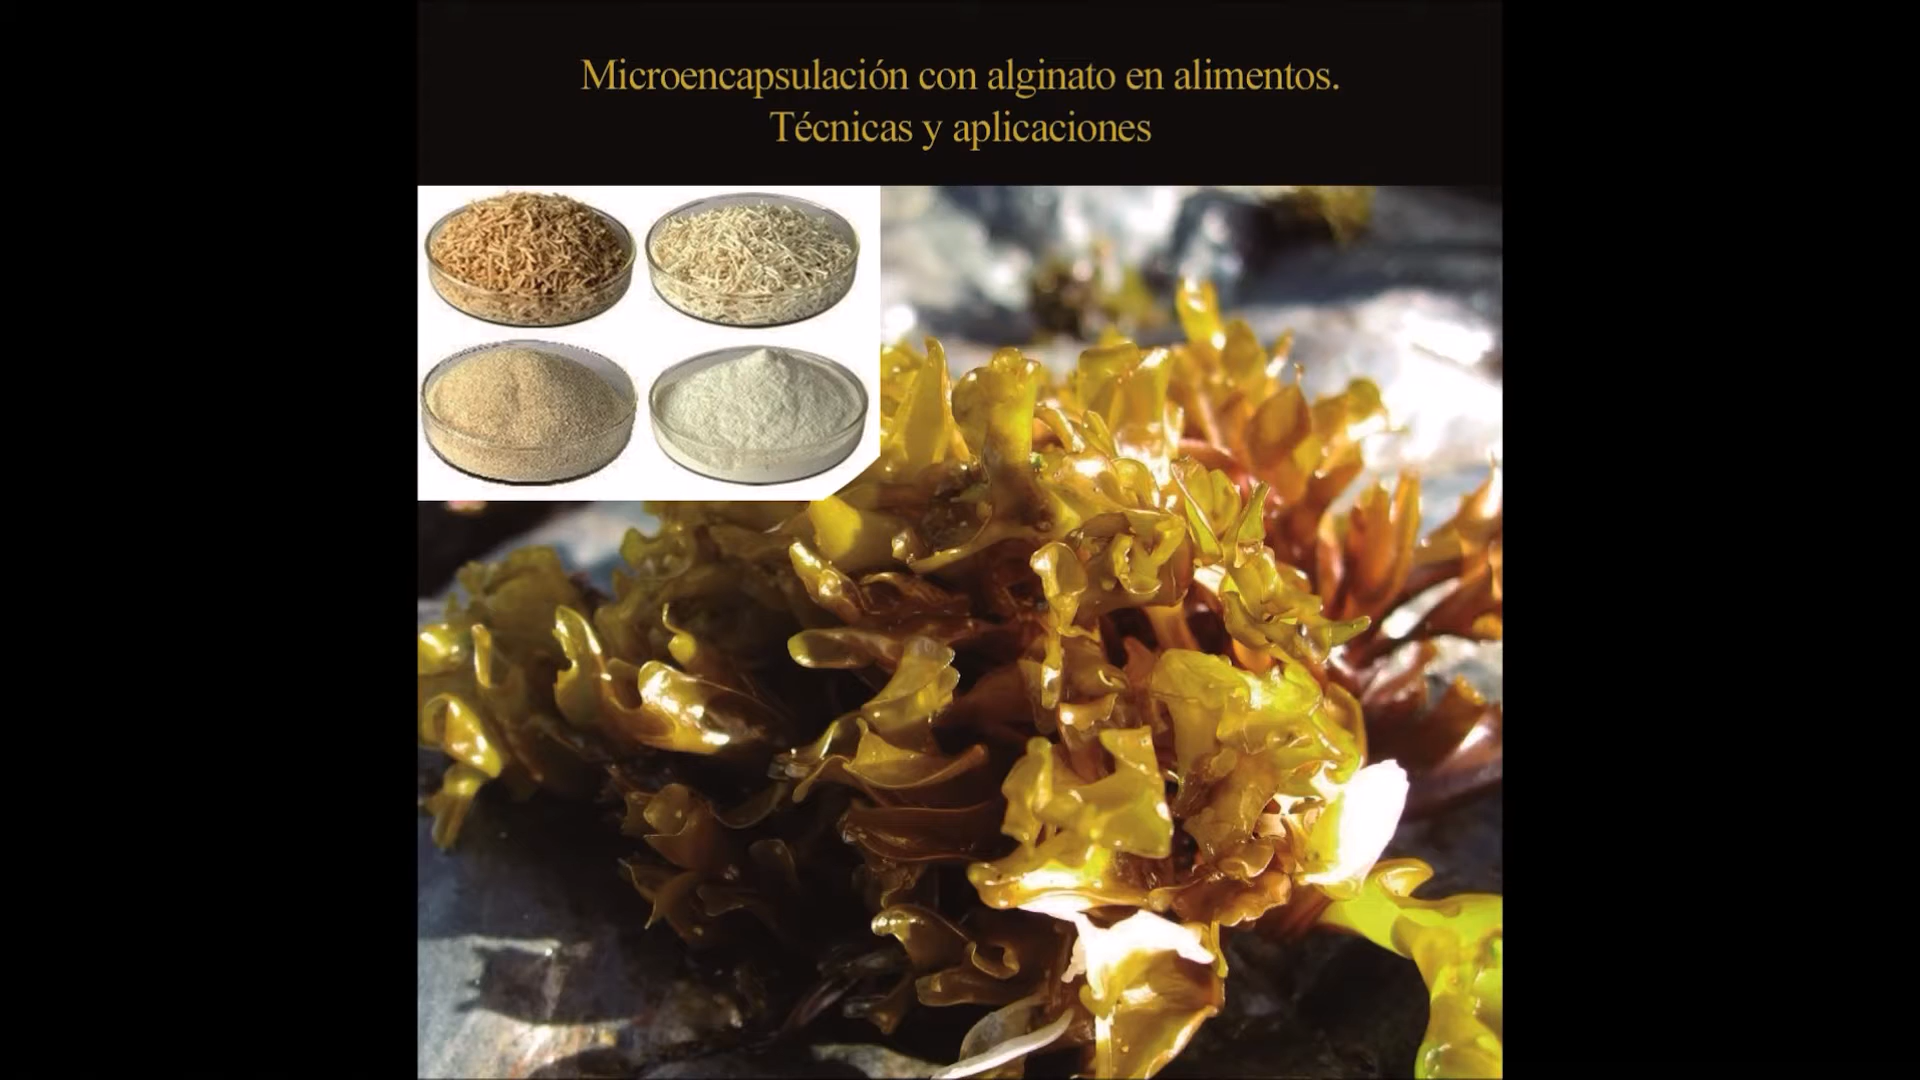 Microencapsulación con alginato en alimentos.
Técnicas y aplicaciones